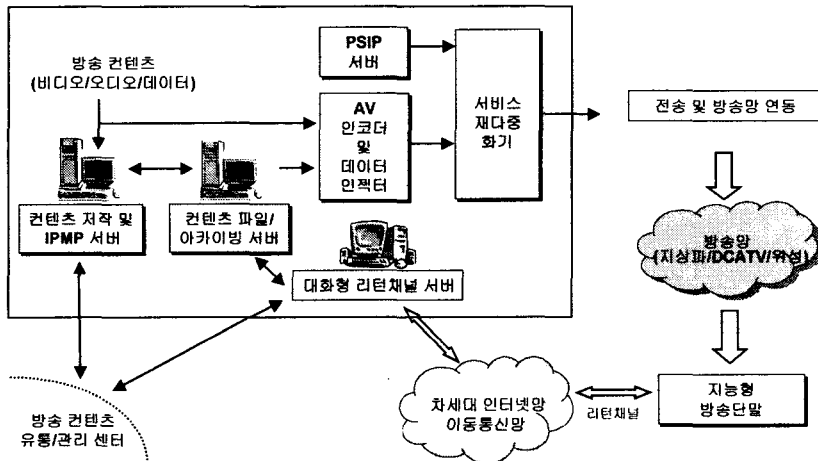 방송 컨텐츠
(비디오/오디오/데이터)
PSIP
서버
AV
인코더
및
데이터
인젝터
서비스
재다중
화기
전송 및 방송망 연동
컨텐츠 저작 및
IPMP 서버
컨텐츠 파일/
아카이빙 서버
대화형 리턴채널 서버
방송망
(지상파/DCATV/위성)
방송 컨텐츠
유통/관리 센터
차세대 인터넷망
이동통신망
리턴채널
지능형
방송단말